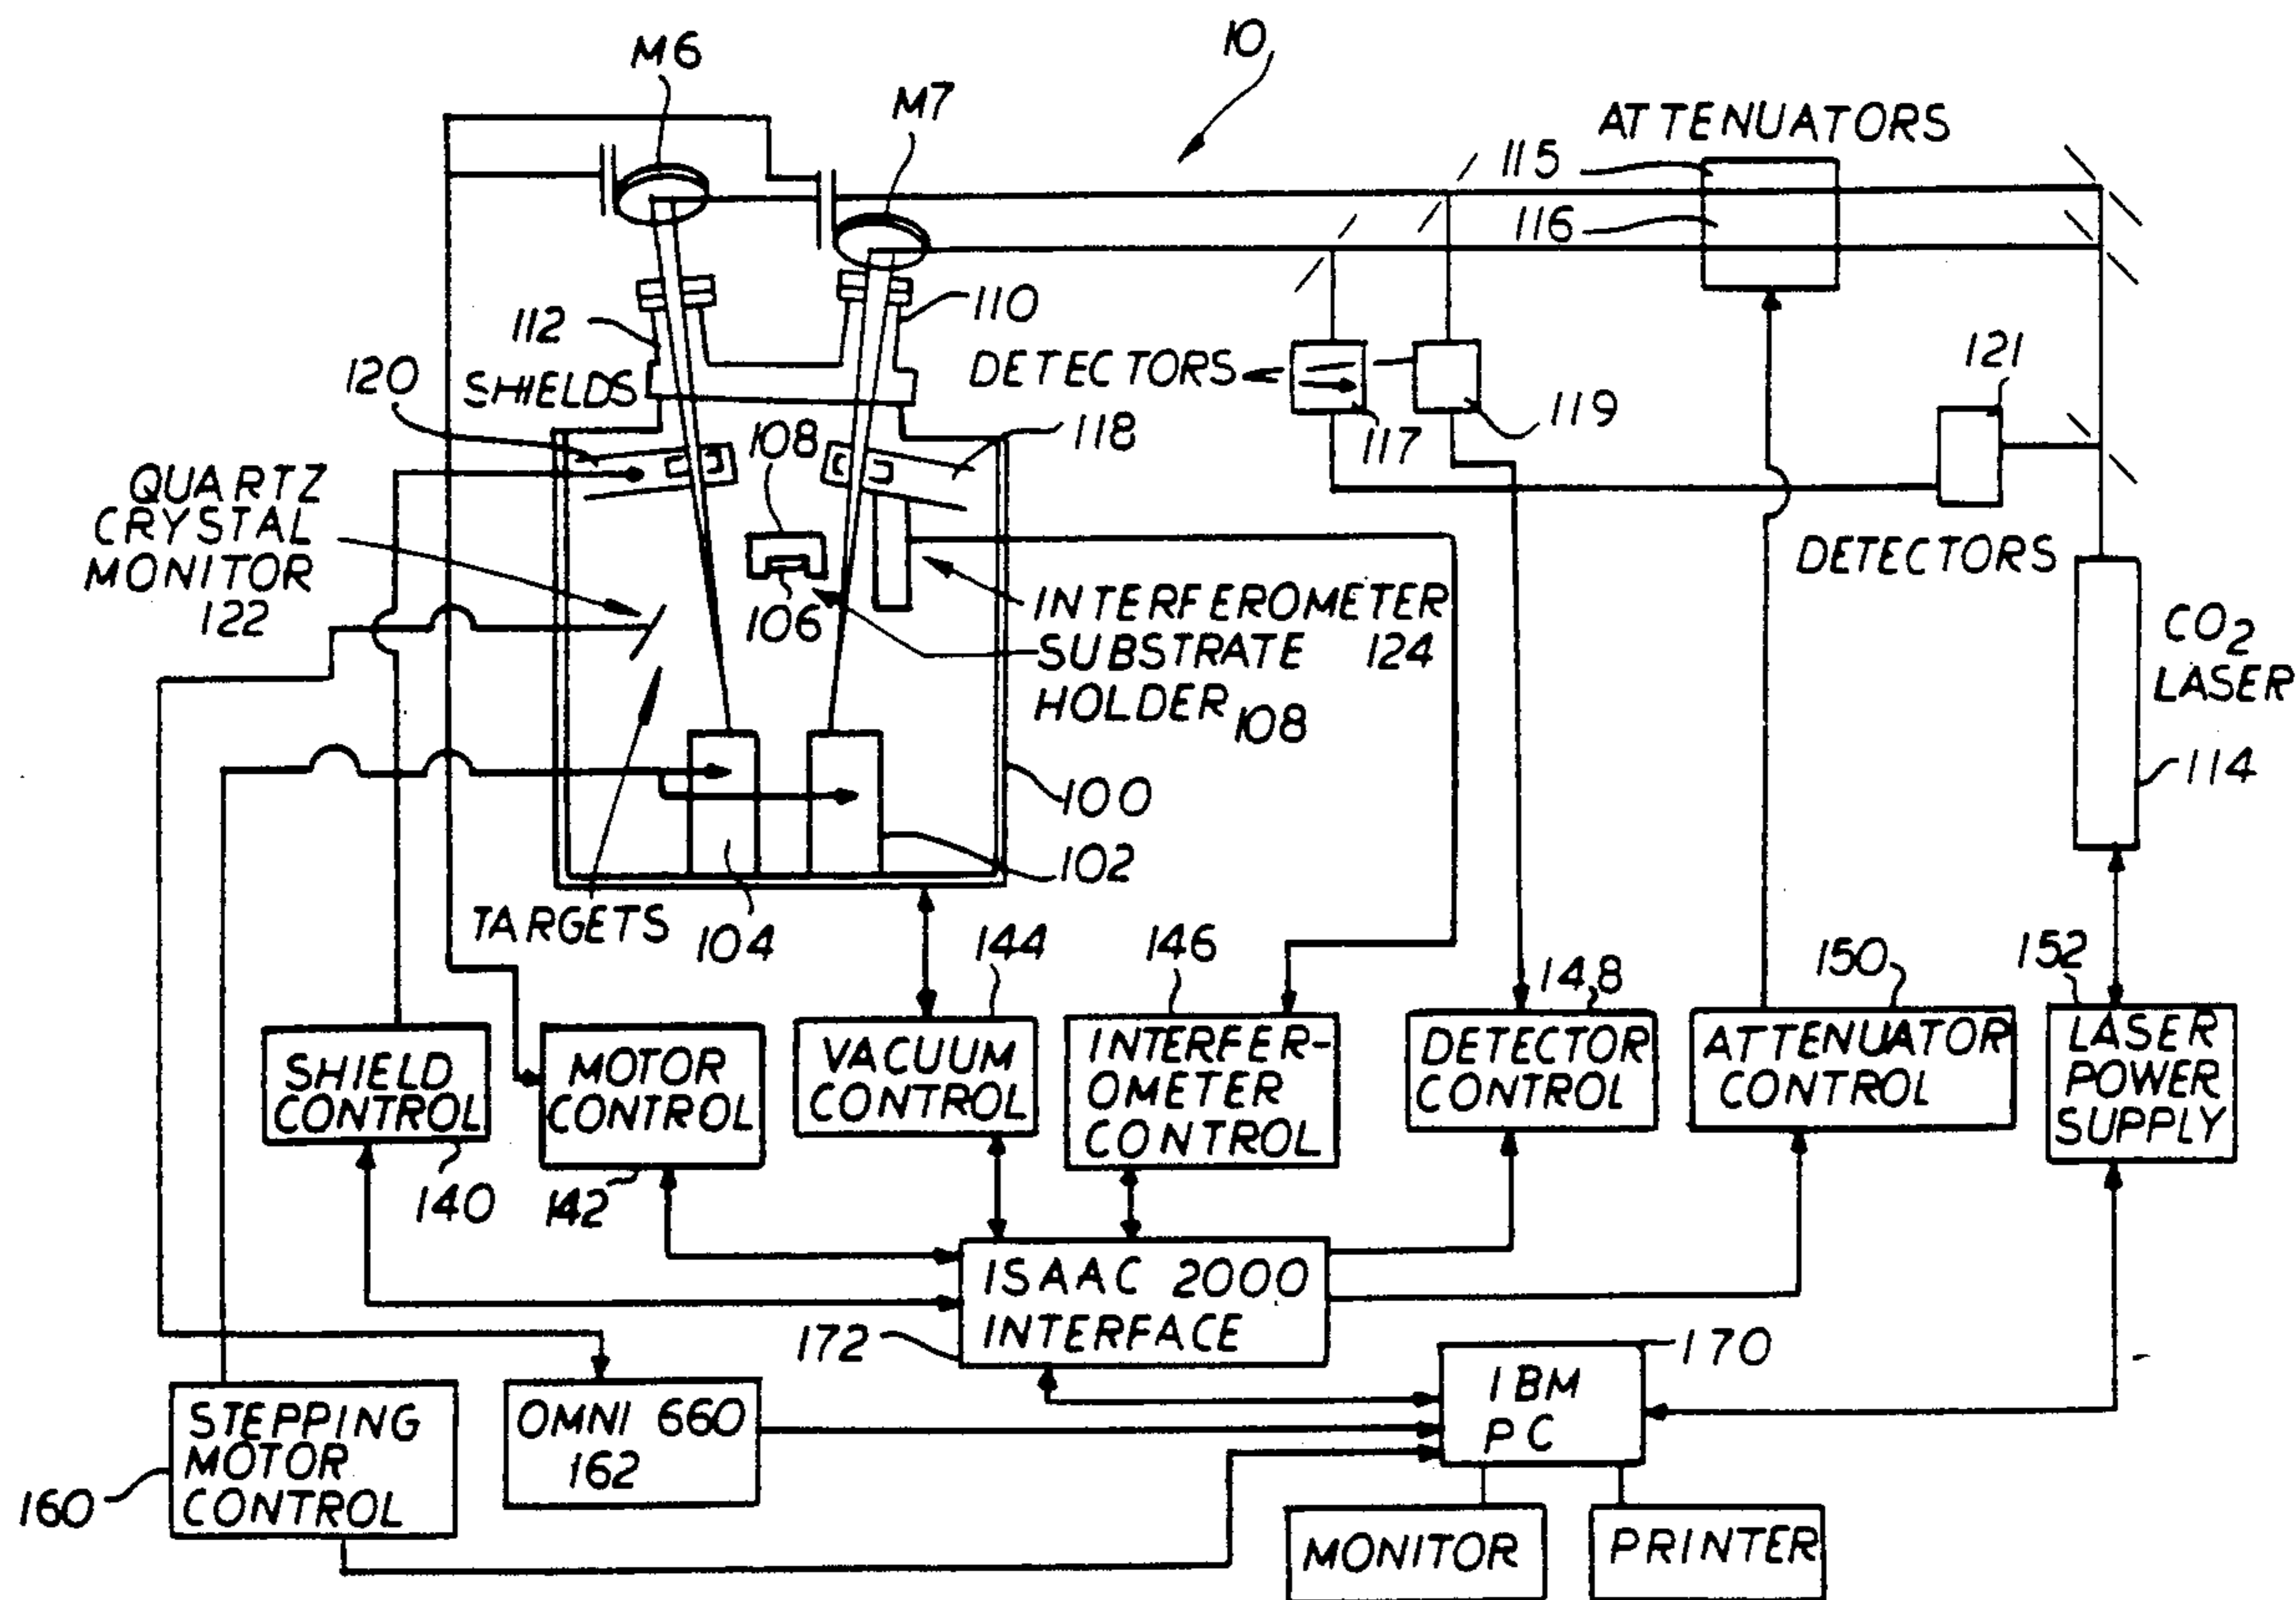 10
M6
M7
ATTENUATORS
115
116
112
110
120
SHIELDS
DETECTORS
121
119
117
118
108
QUARTZ
CRYSTAL
MONITOR
122
106
INTERFEROMETER
124
SUBSTRATE
HOLDER 108
DETECTORS
CO2
LASER
114
100
102
TARGETS
104
144
146
148
150
152
SHIELD
CONTROL
140
MOTOR
CONTROL
142
VACUUM
CONTROL
INTERFER-
OMETER
CONTROL
DETECTOR
CONTROL
ATTENUATOR
CONTROL
LASER
POWER
SUPPLY
ISAAC 2000
INTERFACE
172
170
IBM
PC
STEPPING
MOTOR
CONTROL
160
OMNI 660
162
MONITOR
PRINTER